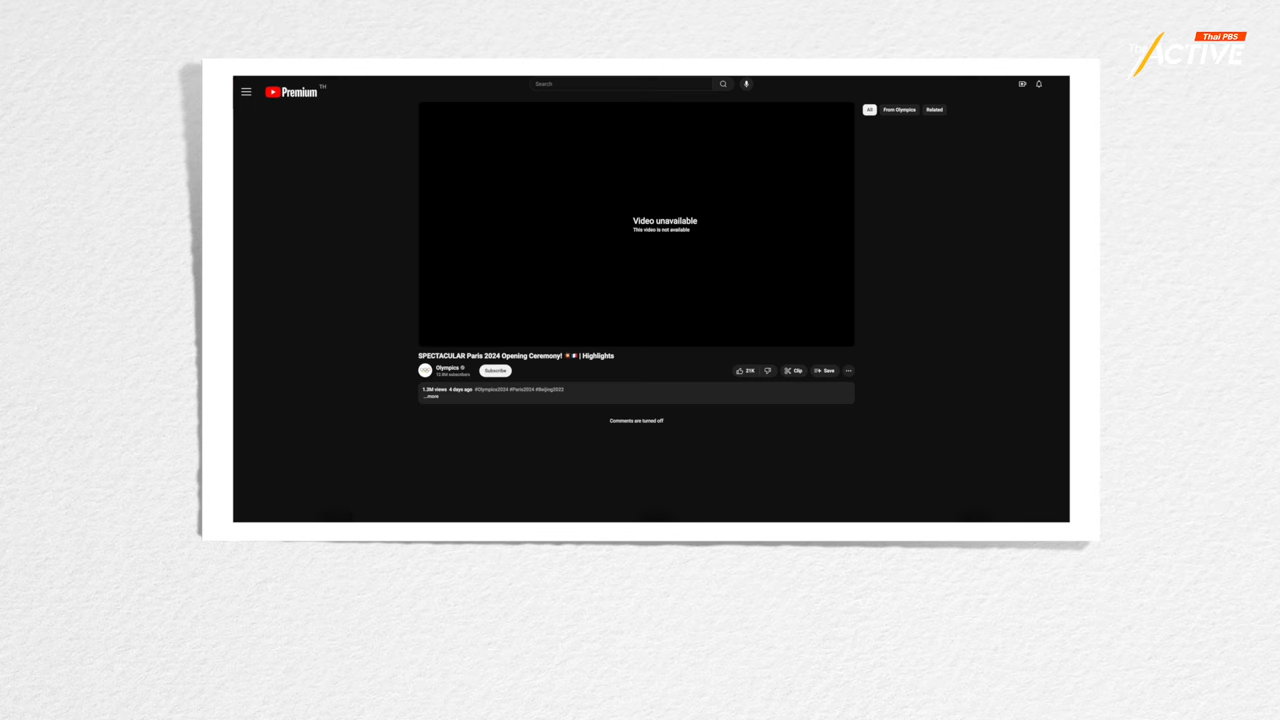 Thai PBS
The
ACTIVE
Premium TH
Search
All From Olympics Related
Video unavailable
This video is not available
SPECTACULAR Paris 2024 Opening Ceremony! | Highlights
Olympics
Subscribe
21K
Clip
Save
1.3M views 4 days ago #Olympics2024 #Paris2024 #Beijing2022
...more
Comments are turned off